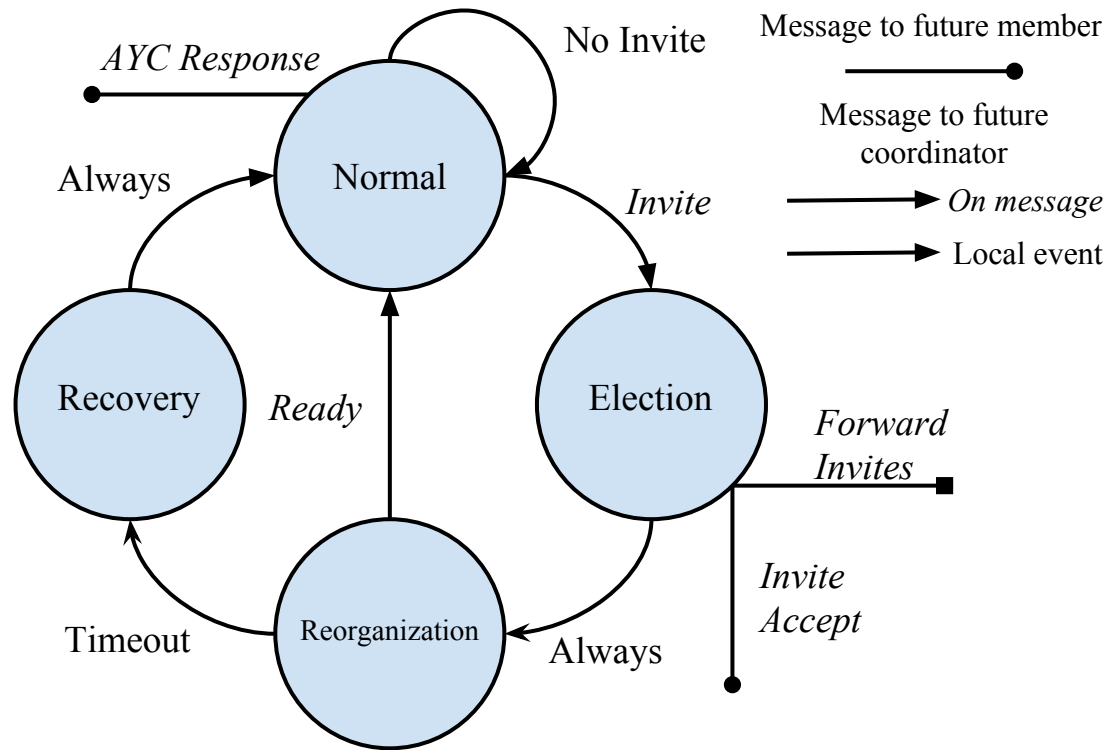 No Invite
Message to future member
AYC Response
Message to future
coordinator
Always
Normal
Invite
On message
Local event
Recovery
Ready
Election
Forward
Invites
Invite
Accept
Timeout
Reorganization
Always